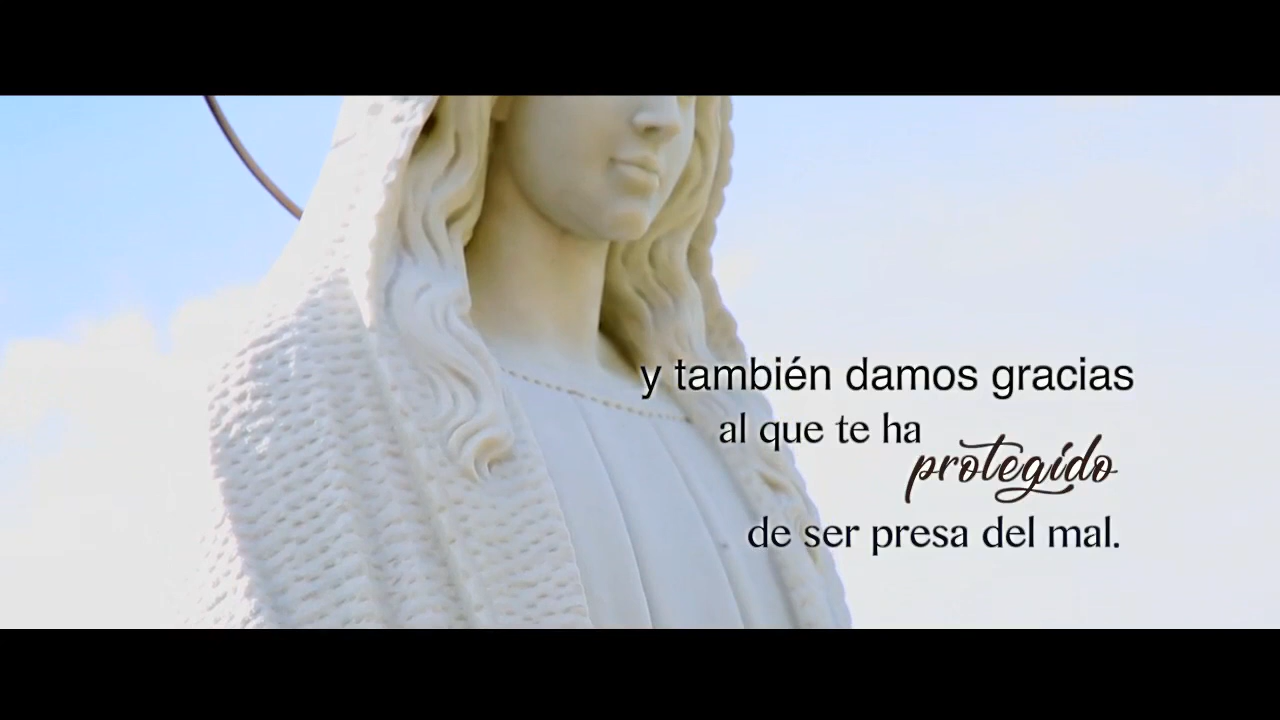 y también damos gracias
al que te ha
protegido
de ser presa del mal.